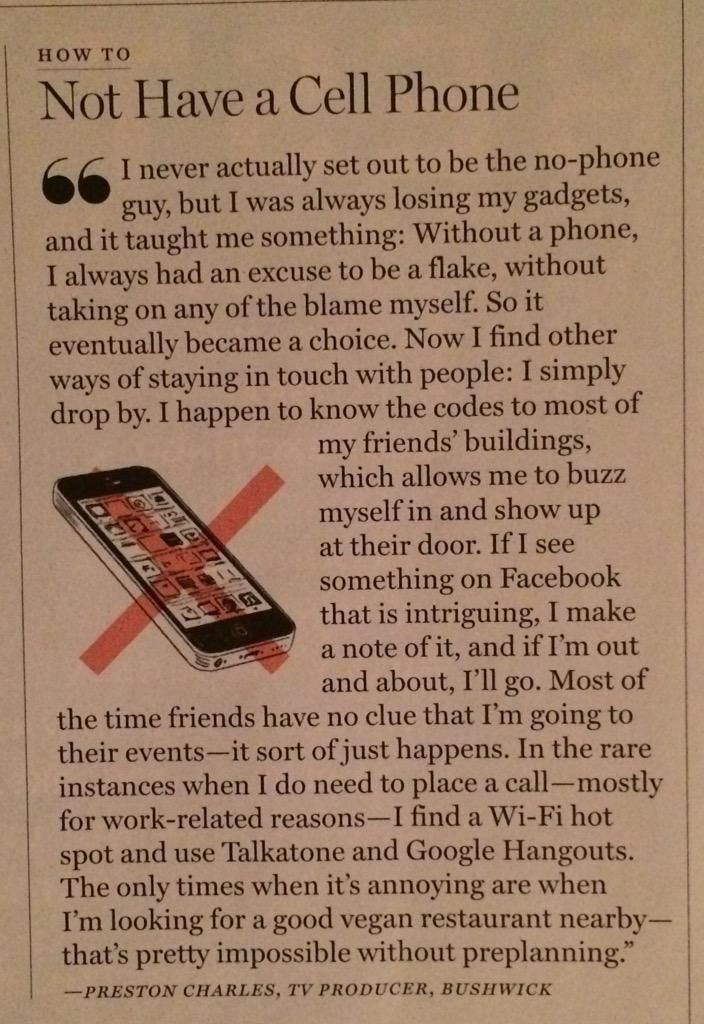 HOW TO
Not Have a Cell Phone
“I never actually set out to be the no-phone
guy, but I was always losing my gadgets,
and it taught me something: Without a phone,
I always had an excuse to be a flake, without
taking on any of the blame myself. So it
eventually became a choice. Now I find other
ways of staying in touch with people: I simply
drop by. I happen to know the codes to most of
my friends’ buildings,
which allows me to buzz
myself in and show up
at their door. If I see
something on Facebook
that is intriguing, I make
a note of it, and if I’m out
and about, I’ll go. Most of
the time friends have no clue that I’m going to
their events—it sort of just happens. In the rare
instances when I do need to place a call—mostly
for work-related reasons—I find a Wi-Fi hot
spot and use Talkatone and Google Hangouts.
The only times when it’s annoying are when
I’m looking for a good vegan restaurant nearby—
that’s pretty impossible without preplanning.”
—PRESTON CHARLES, TV PRODUCER, BUSHWICK